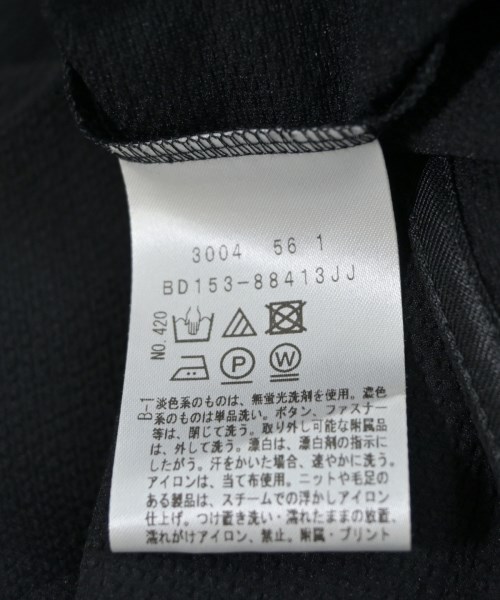 3004 56 1
BD153-88413JJ
NO.420
P
W
B-1
淡色系のものは、無蛍光洗剤を使用。濃色
系のものは単品洗い。ボタン、ファスナー
等は、閉じて洗う。取り外し可能な附属品
は、外して洗う。漂白は、漂白剤の指示に
したがう。汗をかいた場合、速やかに洗う。
アイロンは、当て布使用。ニットや毛足の
ある製品は、スチームでの浮かしアイロン
仕上げ。つけ置き洗い・濡れたままの放置、
濡れがけアイロン、禁止。附属・プリント